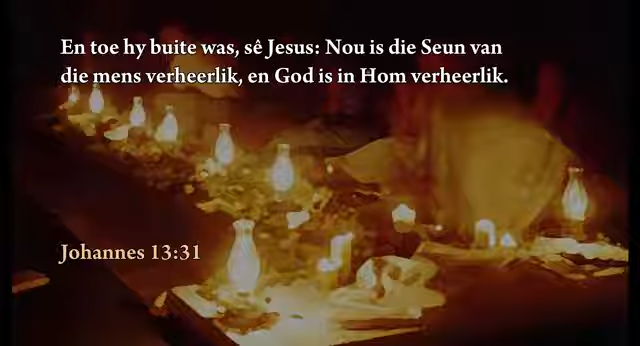 En toe hy buite was, sê Jesus: Nou is die Seun van
die mens verheerlik, en God is in Hom verheerlik.
Johannes 13:31